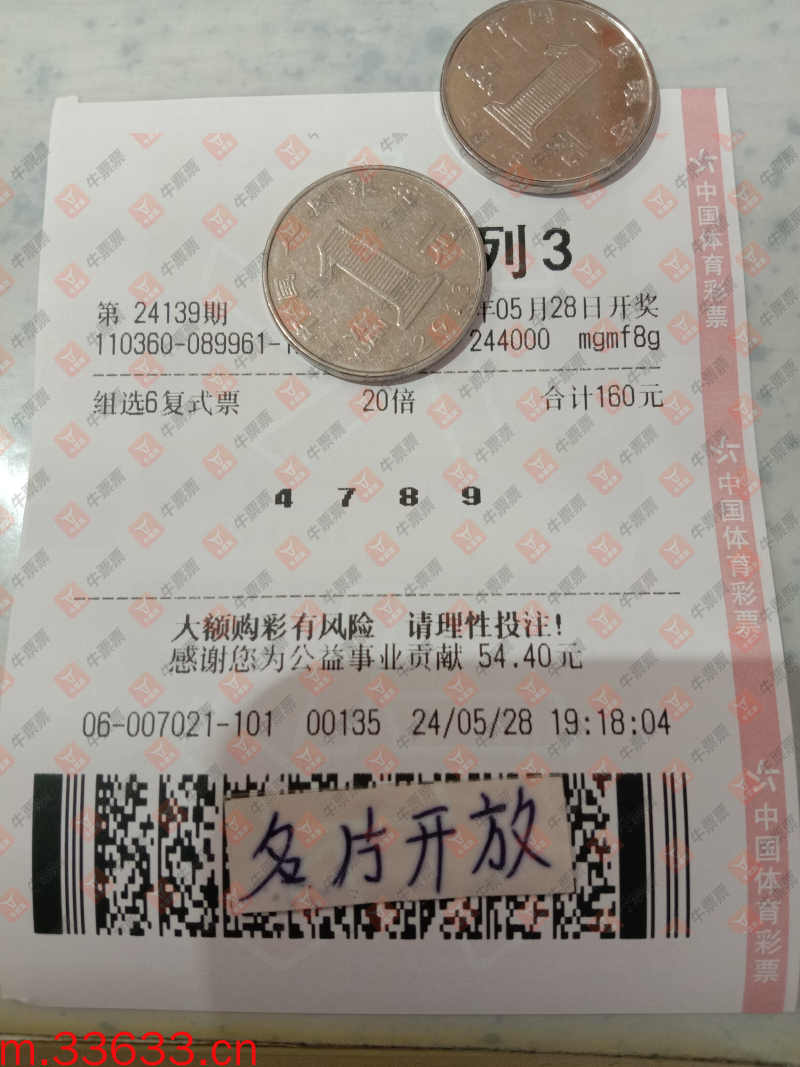 列3
第 24139期
年05月28日开奖
110360-089961-1
244000 mgmf8g
组选6复式票 20倍 合计160元
4 7 8 9
大额购彩有风险 请理性投注!
感谢您为公益事业贡献 54.40元
06-007021-101 00135 24/05/28 19:18:04
名片开放
中国体育彩票
中国体育彩票
中国体育彩票
牛票票
m.33633.cn